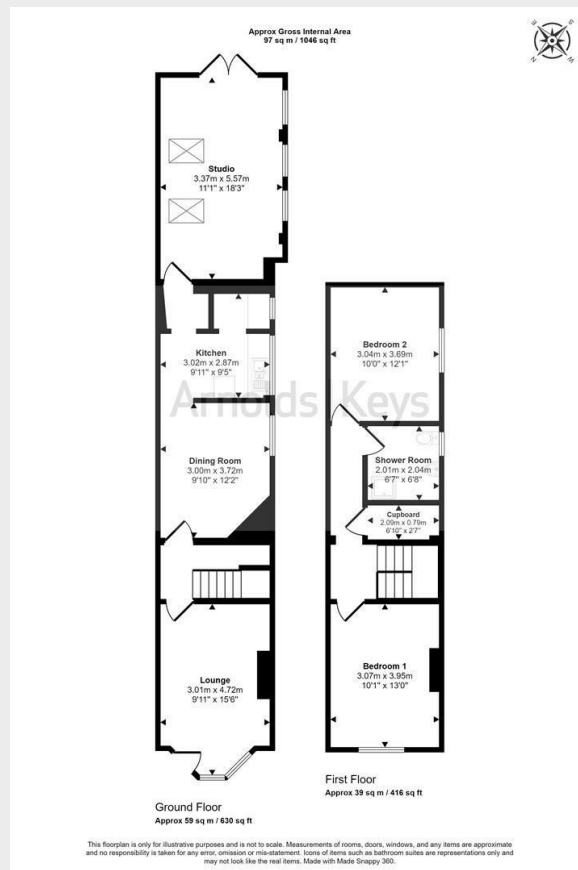 Approx Gross Internal Area
97 sq m / 1046 sq ft
Studio
3.37m x 5.57m
11'1" x 18'3"
Kitchen
3.02m x 2.87m
9'11" x 9'5"
Arnolds | Keys
Dining Room
3.00m x 3.72m
9'10" x 12'2"
Lounge
3.01m x 4.72m
9'11" x 15'6"
Ground Floor
Approx 59 sq m / 630 sq ft
Bedroom 2
3.04m x 3.69m
10'0" x 12'1"
Shower Room
2.01m x 2.04m
6'7" x 6'8"
Cupboard
2.09m x 0.79m
6'10" x 2'7"
Bedroom 1
3.07m x 3.95m
10'1" x 13'0"
First Floor
Approx 39 sq m / 416 sq ft
This floorplan is only for illustrative purposes and is not to scale. Measurements of rooms, doors, windows, and any items are approximate
and no responsibility is taken for any error, omission or mis-statement. Icons of items such as bathroom suites are representations only and
may not look like the real items. Made with Made Snappy 360.
N
E
S
W